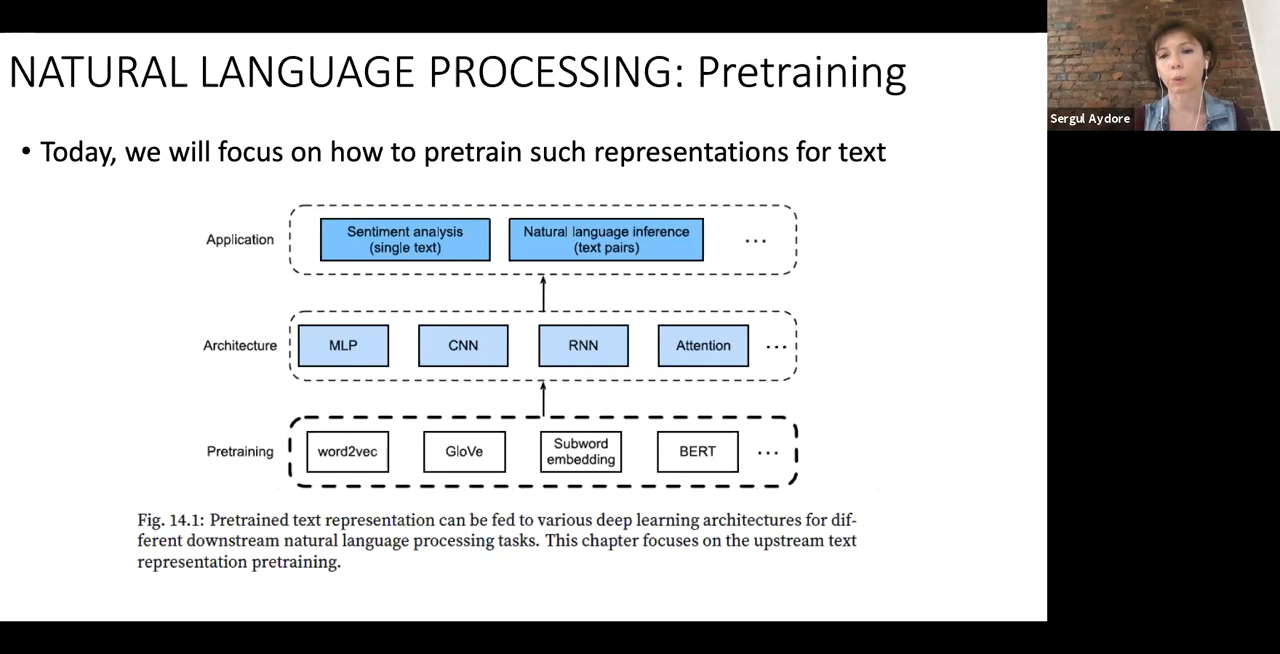 NATURAL LANGUAGE PROCESSING: Pretraining
Sergul Aydore
• Today, we will focus on how to pretrain such representations for text
Application
Sentiment analysis
(single text)
Natural language inference
(text pairs)
...
Architecture
MLP
CNN
RNN
Attention
...
Pretraining
word2vec
GloVe
Subword
embedding
BERT
...
Fig. 14.1: Pretrained text representation can be fed to various deep learning architectures for dif-
ferent downstream natural language processing tasks. This chapter focuses on the upstream text
representation pretraining.